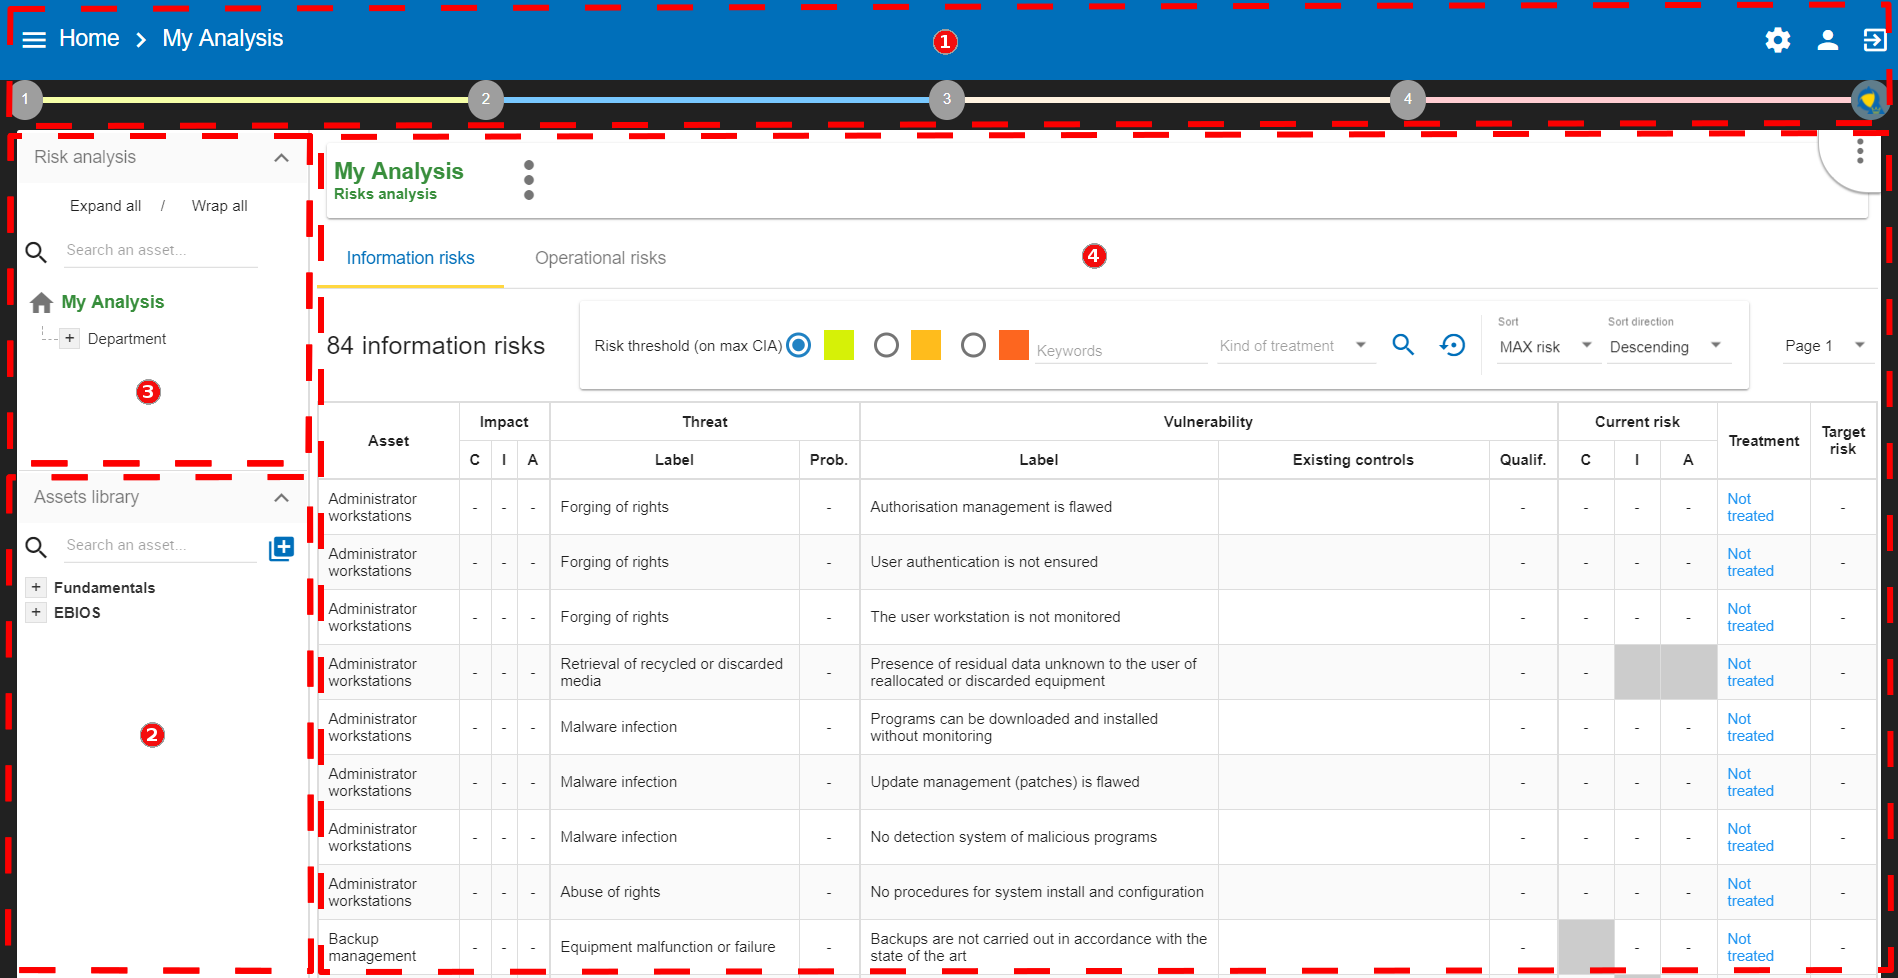 Home > My Analysis
1
1 2 3 4
Risk analysis
Expand all / Wrap all
Search an asset...
My Analysis
+ Department
3
Assets library
Search an asset...
+ Fundamentals
+ EBIOS
2
My Analysis
Risks analysis
Information risks Operational risks
4
84 information risks
Risk threshold (on max CIA) Keywords Kind of treatment
Sort
MAX risk
Sort direction
Descending
Page 1
Asset Impact Threat Vulnerability Current risk Treatment Target risk
C I A Label Prob. Label Existing controls Qualif. C I A
Administrator workstations - - - Forging of rights - Authorisation management is flawed - - - - Not treated -
Administrator workstations - - - Forging of rights - User authentication is not ensured - - - - Not treated -
Administrator workstations - - - Forging of rights - The user workstation is not monitored - - - - Not treated -
Administrator workstations - - - Retrieval of recycled or discarded media - Presence of residual data unknown to the user of reallocated or discarded equipment - - Not treated -
Administrator workstations - - - Malware infection - Programs can be downloaded and installed without monitoring - - - - Not treated -
Administrator workstations - - - Malware infection - Update management (patches) is flawed - - - - Not treated -
Administrator workstations - - - Malware infection - No detection system of malicious programs - - - - Not treated -
Administrator workstations - - - Abuse of rights - No procedures for system install and configuration - - - - Not treated -
Backup management - - - Equipment malfunction or failure - Backups are not carried out in accordance with the state of the art - - - Not treated -